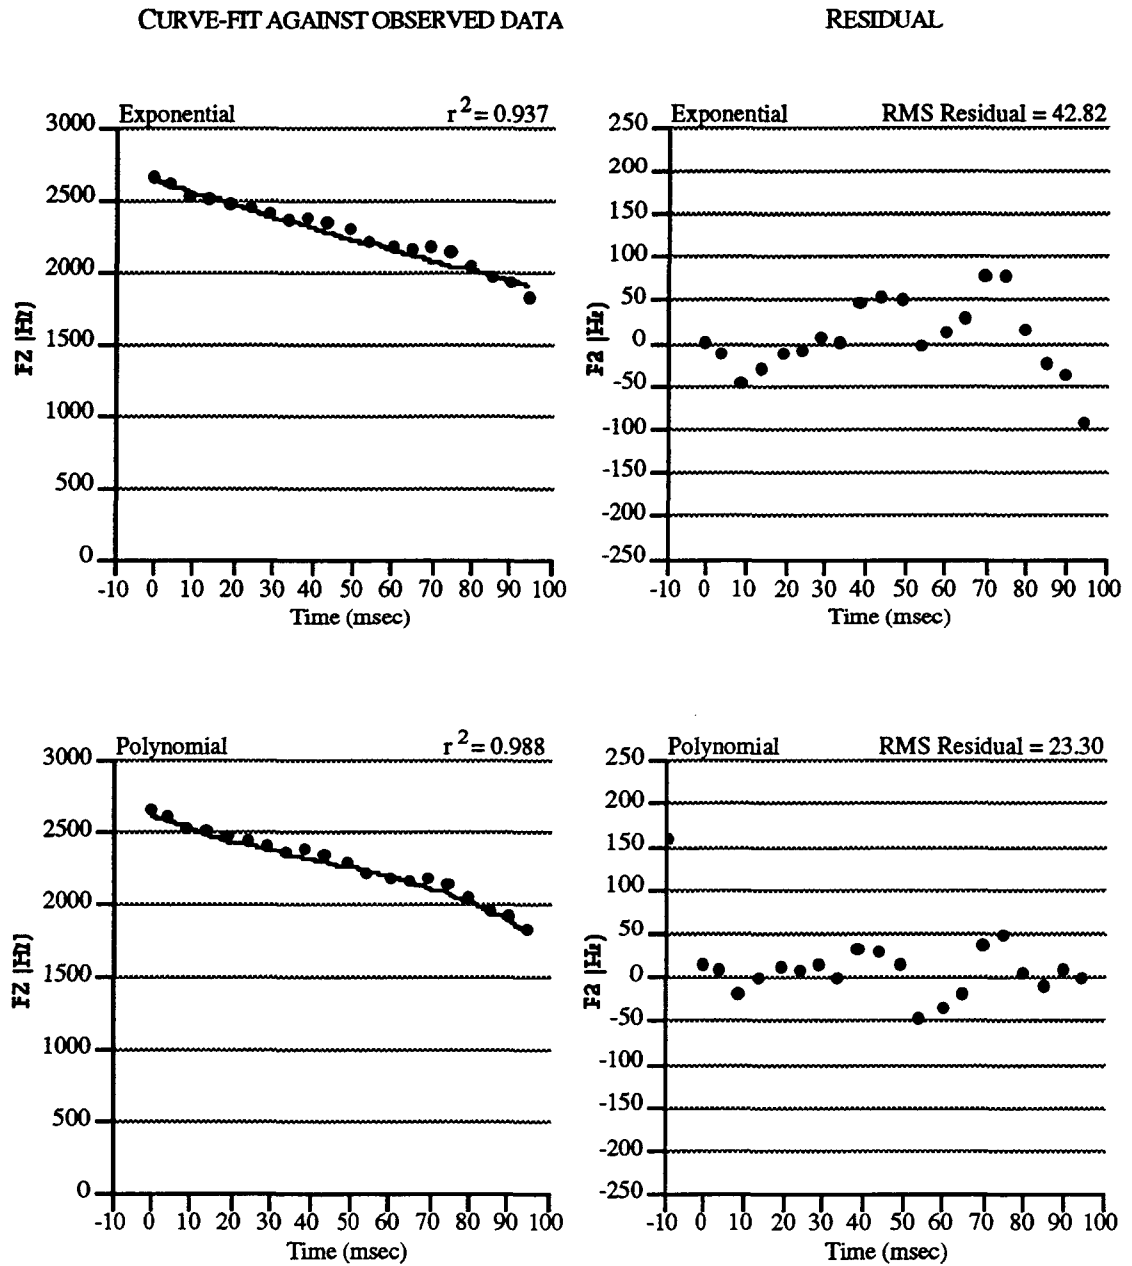 CURVE-FIT AGAINST OBSERVED DATA
RESIDUAL
Exponential r2 = 0.937
3000
2500
2000
1500
1000
500
0
F2 |Hz|
-10 0 10 20 30 40 50 60 70 80 90 100
Time (msec)
Exponential RMS Residual = 42.82
250
200
150
100
50
0
-50
-100
-150
-200
-250
F2 |Hz|
-10 0 10 20 30 40 50 60 70 80 90 100
Time (msec)
Polynomial r2 = 0.988
3000
2500
2000
1500
1000
500
0
F2 |Hz|
-10 0 10 20 30 40 50 60 70 80 90 100
Time (msec)
Polynomial RMS Residual = 23.30
250
200
150
100
50
0
-50
-100
-150
-200
-250
F2 |Hz|
-10 0 10 20 30 40 50 60 70 80 90 100
Time (msec)